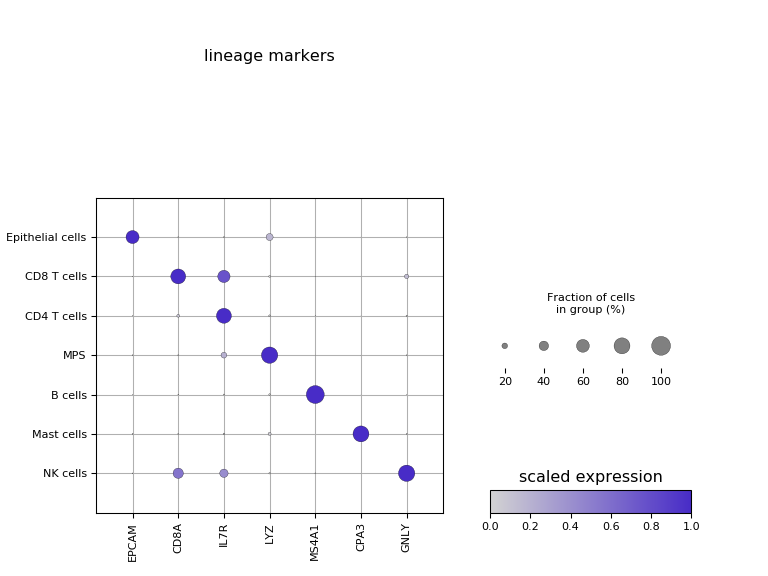 lineage markers
Epithelial cells
CD8 T cells
CD4 T cells
MPS
B cells
Mast cells
NK cells
EPCAM
CD8A
IL7R
LYZ
MS4A1
CPA3
GNLY
Fraction of cells
in group (%)
20 40 60 80 100
scaled expression
0.0 0.2 0.4 0.6 0.8 1.0